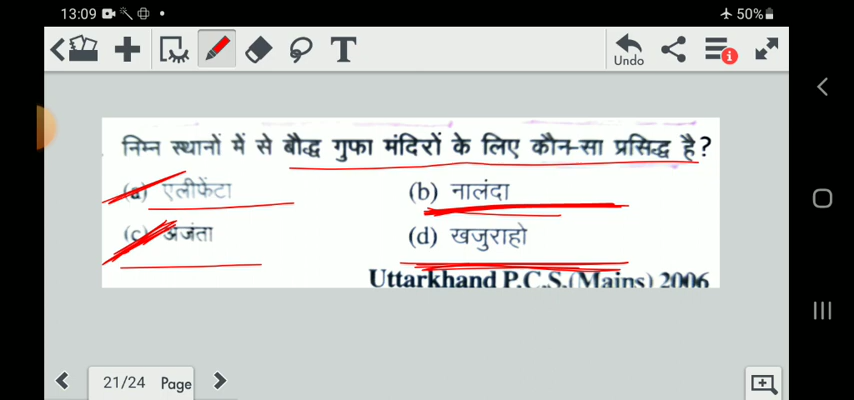 13:09
50%
T
Undo
निम्न स्थानों में से बौद्ध गुफा मंदिरों के लिए कौन-सा प्रसिद्ध है?
(a) एलीफेंटा
(b) नालंदा
(c) अजंता
(d) खजुराहो
Uttarkhand P.C.S.(Mains) 2006
21/24 Page